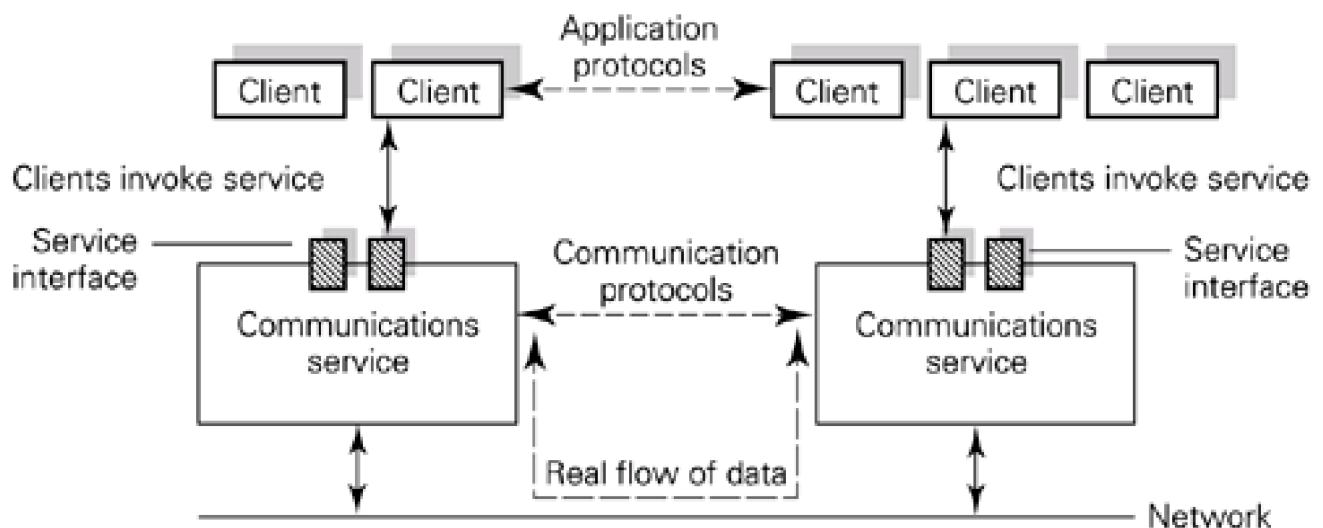 Application
protocols
Client
Client
Client
Client
Client
Clients invoke service
Clients invoke service
Service
interface
Communication
protocols
Service
interface
Communications
service
Communications
service
Real flow of data
Network